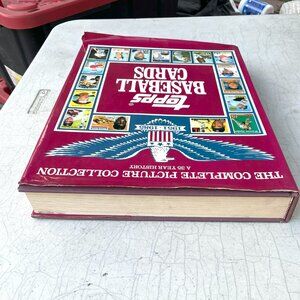 Topps
BASEBALL
CARDS
1951-1985
THE COMPLETE PICTURE COLLECTION
A 35 YEAR HISTORY